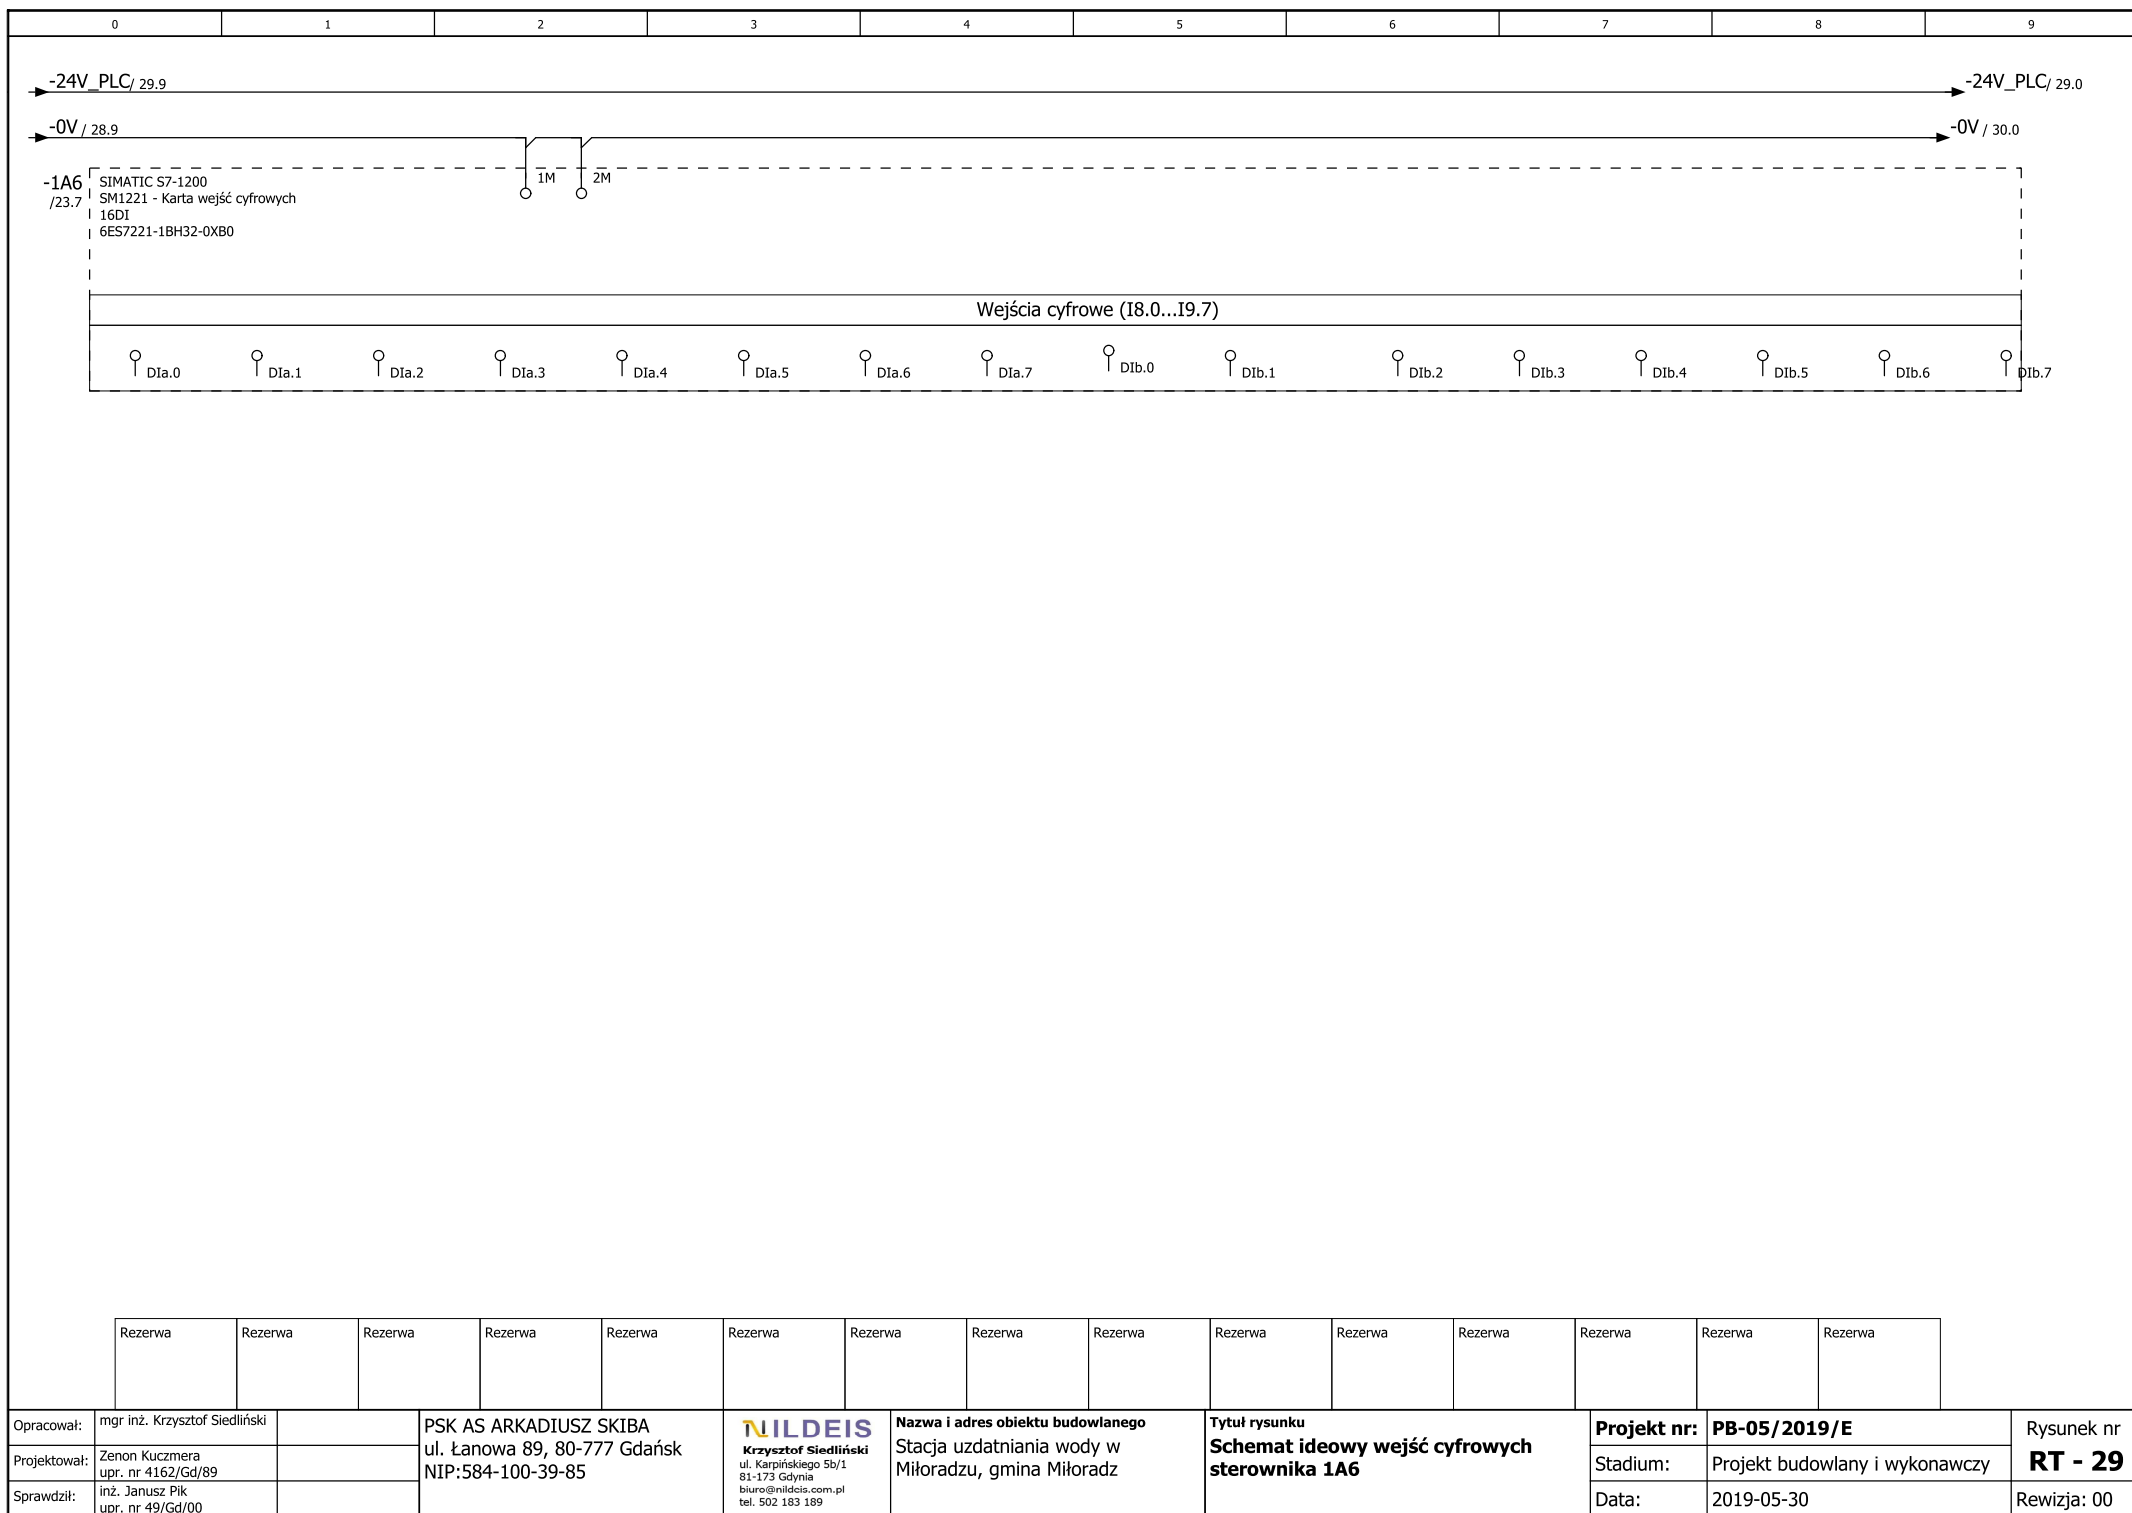 0 1 2 3 4 5 6 7 8 9
-24V_PLC/ 29.9 -24V_PLC/ 29.0
-0V / 28.9 -0V / 30.0
-1A6
/23.7
SIMATIC S7-1200
SM1221 - Karta wejść cyfrowych
16DI
6ES7221-1BH32-0XB0
1M 2M
Wejścia cyfrowe (I8.0...I9.7)
DIa.0 DIa.1 DIa.2 DIa.3 DIa.4 DIa.5 DIa.6 DIa.7 DIb.0 DIb.1 DIb.2 DIb.3 DIb.4 DIb.5 DIb.6 DIb.7
Rezerwa Rezerwa Rezerwa Rezerwa Rezerwa Rezerwa Rezerwa Rezerwa Rezerwa Rezerwa Rezerwa Rezerwa Rezerwa Rezerwa Rezerwa
Opracował: mgr inż. Krzysztof Siedliński
Projektował: Zenon Kuczmera
upr. nr 4162/Gd/89
Sprawdził: inż. Janusz Pik
upr. nr 49/Gd/00
PSK AS ARKADIUSZ SKIBA
ul. Łanowa 89, 80-777 Gdańsk
NIP:584-100-39-85
NILDEIS
Krzysztof Siedliński
ul. Karpińskiego 5b/1
81-173 Gdynia
biuro@nildeis.com.pl
tel. 502 183 189
Nazwa i adres obiektu budowlanego
Stacja uzdatniania wody w
Miłoradzu, gmina Miłoradz
Tytuł rysunku
Schemat ideowy wejść cyfrowych
sterownika 1A6
Projekt nr: PB-05/2019/E
Stadium: Projekt budowlany i wykonawczy
Data: 2019-05-30
Rysunek nr
RT - 29
Rewizja: 00